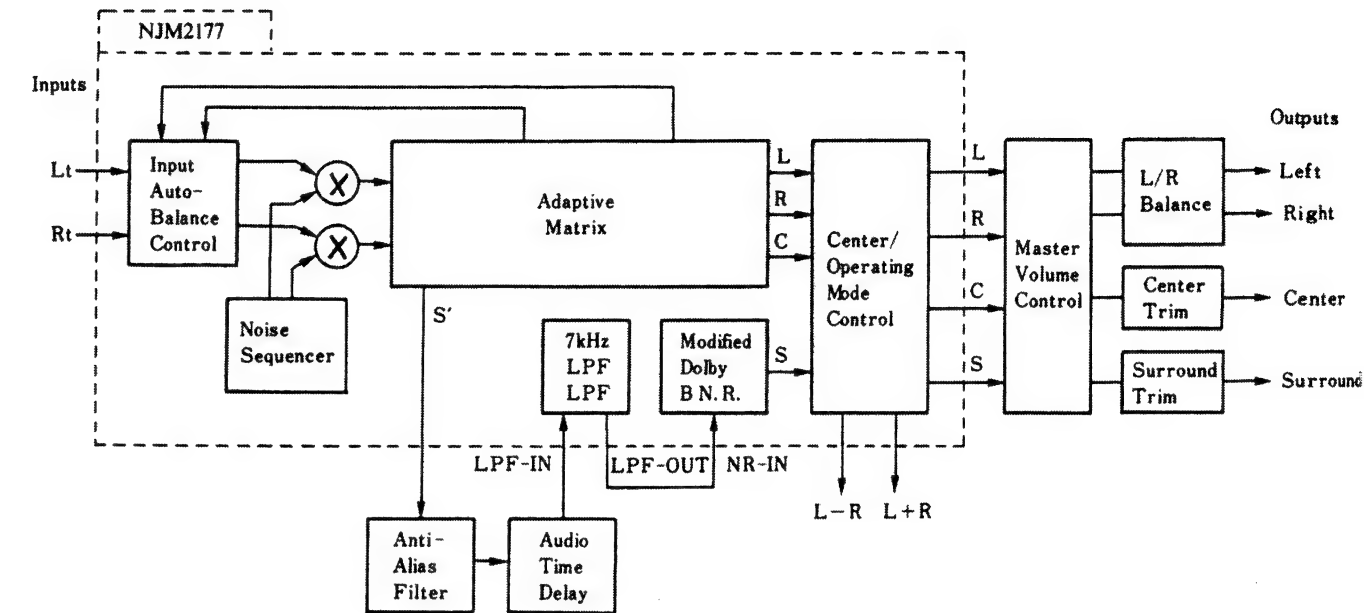 NJM2177
Inputs
Outputs
Lt
Rt
Input
Auto-
Balance
Control
X
X
Noise
Sequencer
Adaptive
Matrix
S'
L
R
C
7kHz
LPF
LPF
Modified
Dolby
B N. R.
S
Center/
Operating
Mode
Control
L
R
C
S
Master
Volume
Control
L/R
Balance
Center
Trim
Surround
Trim
Left
Right
Center
Surround
LPF-IN
LPF-OUT
NR-IN
L-R
L+R
Anti-
Alias
Filter
Audio
Time
Delay